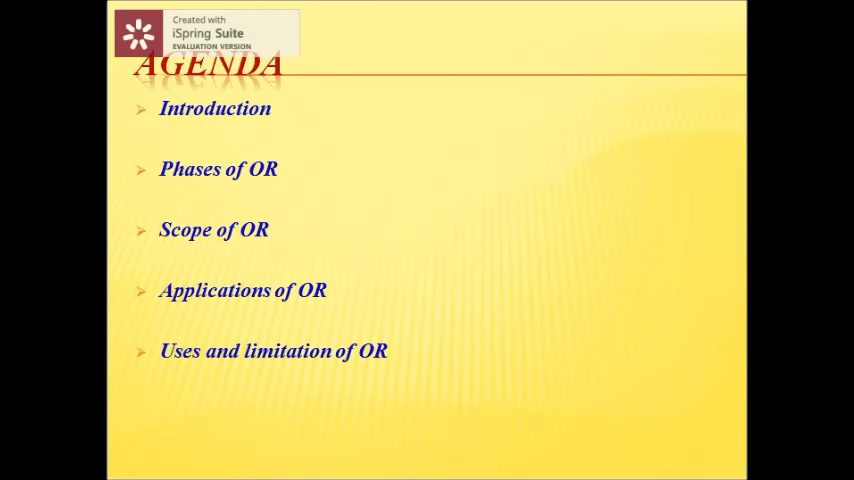 Created with
iSpring Suite
EVALUATION VERSION
AGENDA
Introduction
Phases of OR
Scope of OR
Applications of OR
Uses and limitation of OR